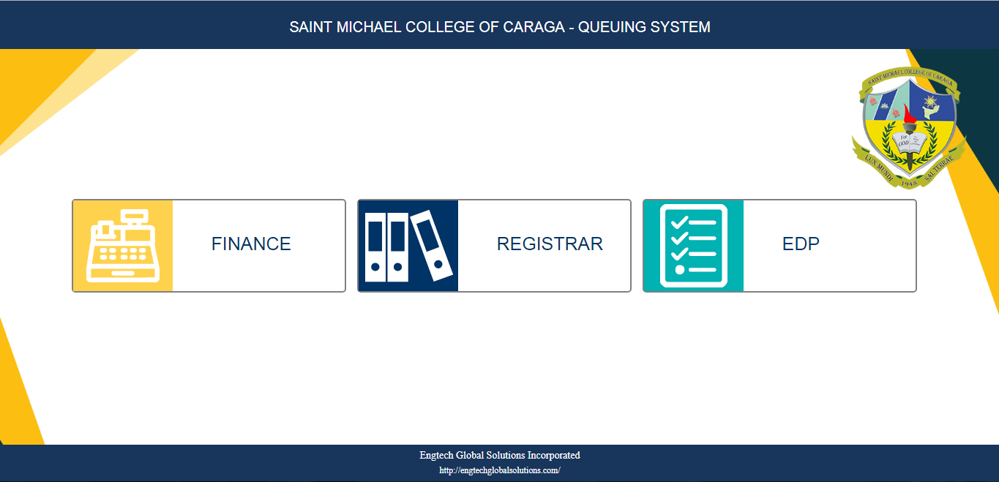 SAINT MICHAEL COLLEGE OF CARAGA - QUEUING SYSTEM
SAINT MICHAEL COLLEGE OF CARAGA
For
GOD
LUX MUNDI
1948
SAL TERRAE
FINANCE
REGISTRAR
EDP
Engtech Global Solutions Incorporated
http://engtechglobalsolutions.com/